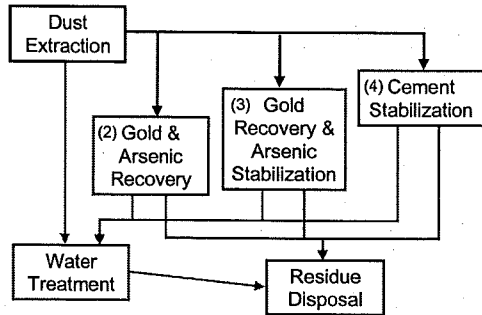 Dust
Extraction
(2) Gold &
Arsenic
Recovery
(3) Gold
Recovery &
Arsenic
Stabilization
(4) Cement
Stabilization
Water
Treatment
Residue
Disposal